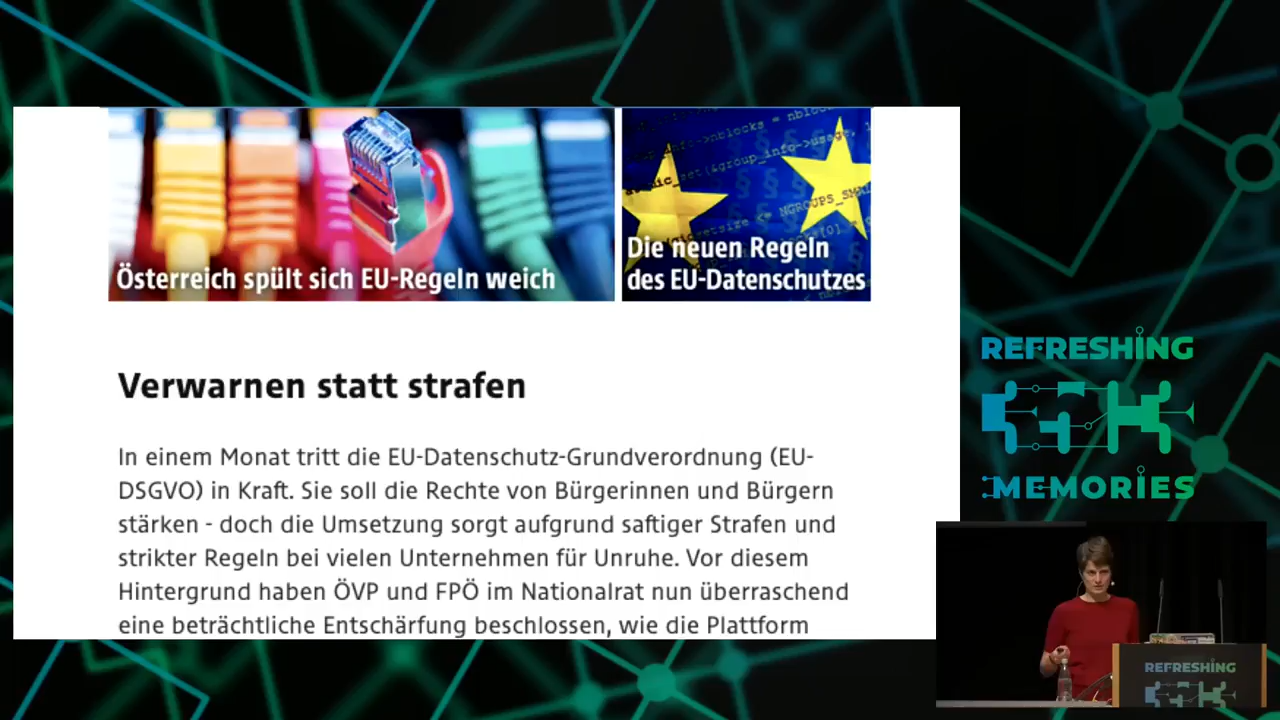 Österreich spült sich EU-Regeln weich
Die neuen Regeln
des EU-Datenschutzes
Verwarnen statt strafen
In einem Monat tritt die EU-Datenschutz-Grundverordnung (EU-
DSGVO) in Kraft. Sie soll die Rechte von Bürgerinnen und Bürgern
stärken - doch die Umsetzung sorgt aufgrund saftiger Strafen und
strikter Regeln bei vielen Unternehmen für Unruhe. Vor diesem
Hintergrund haben ÖVP und FPÖ im Nationalrat nun überraschend
eine beträchtliche Entschärfung beschlossen, wie die Plattform
REFRESHING
MEMORIES
REFRESHING